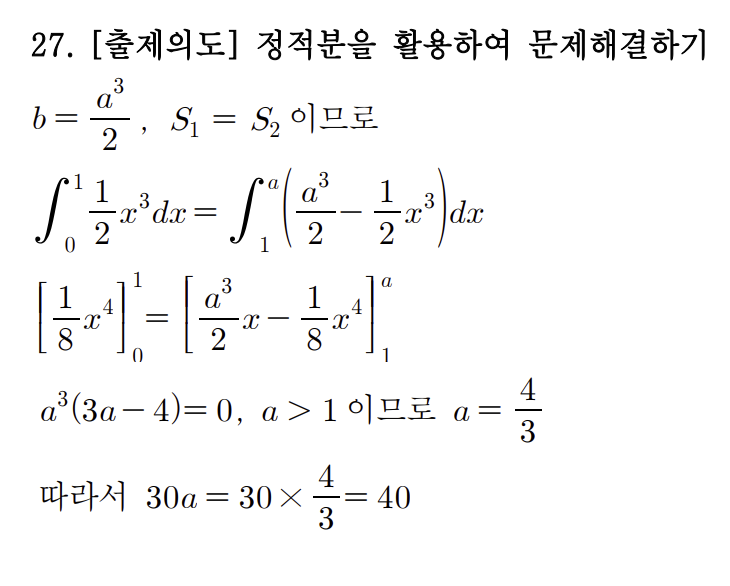 27. [출제의도] 정적분을 활용하여 문제해결하기
b = \frac{a^3}{2}, S_1 = S_2 이므로
\int_0^1 \frac{1}{2}x^3 dx = \int_1^a \left( \frac{a^3}{2} - \frac{1}{2}x^3 \right) dx
\left[ \frac{1}{8}x^4 \right]_0^1 = \left[ \frac{a^3}{2}x - \frac{1}{8}x^4 \right]_1^a
a^3(3a - 4) = 0, a > 1 이므로 a = \frac{4}{3}
따라서 30a = 30 \times \frac{4}{3} = 40